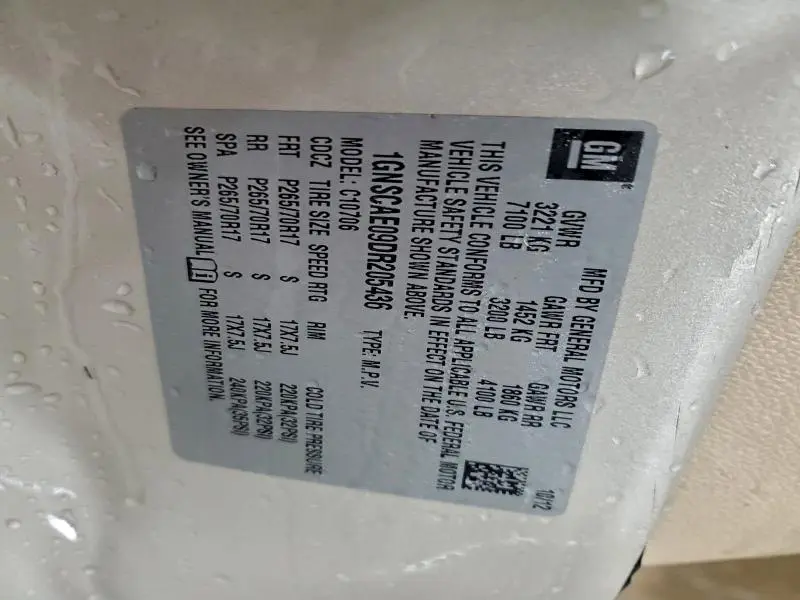 GM
MFD BY GENERAL MOTORS LLC
10/12
GVWR GAWR FRT GAWR RR
3221 KG 1452 KG 1860 KG
7100 LB 3200 LB 4100 LB
THIS VEHICLE CONFORMS TO ALL APPLICABLE U.S. FEDERAL MOTOR
VEHICLE SAFETY STANDARDS IN EFFECT ON THE DATE OF
MANUFACTURE SHOWN ABOVE.
1GNSCAE09DR205436 TYPE: M.P.V.
MODEL: C10706
CDCZ TIRE SIZE SPEED RTG RIM COLD TIRE PRESSURE
FRT P265/70R17 S 17X7.5J 220KPA(32PSI)
RR P265/70R17 S 17X7.5J 220KPA(32PSI)
SPA P265/70R17 S 17X7.5J 240KPA(35PSI)
SEE OWNER'S MANUAL FOR MORE INFORMATION.